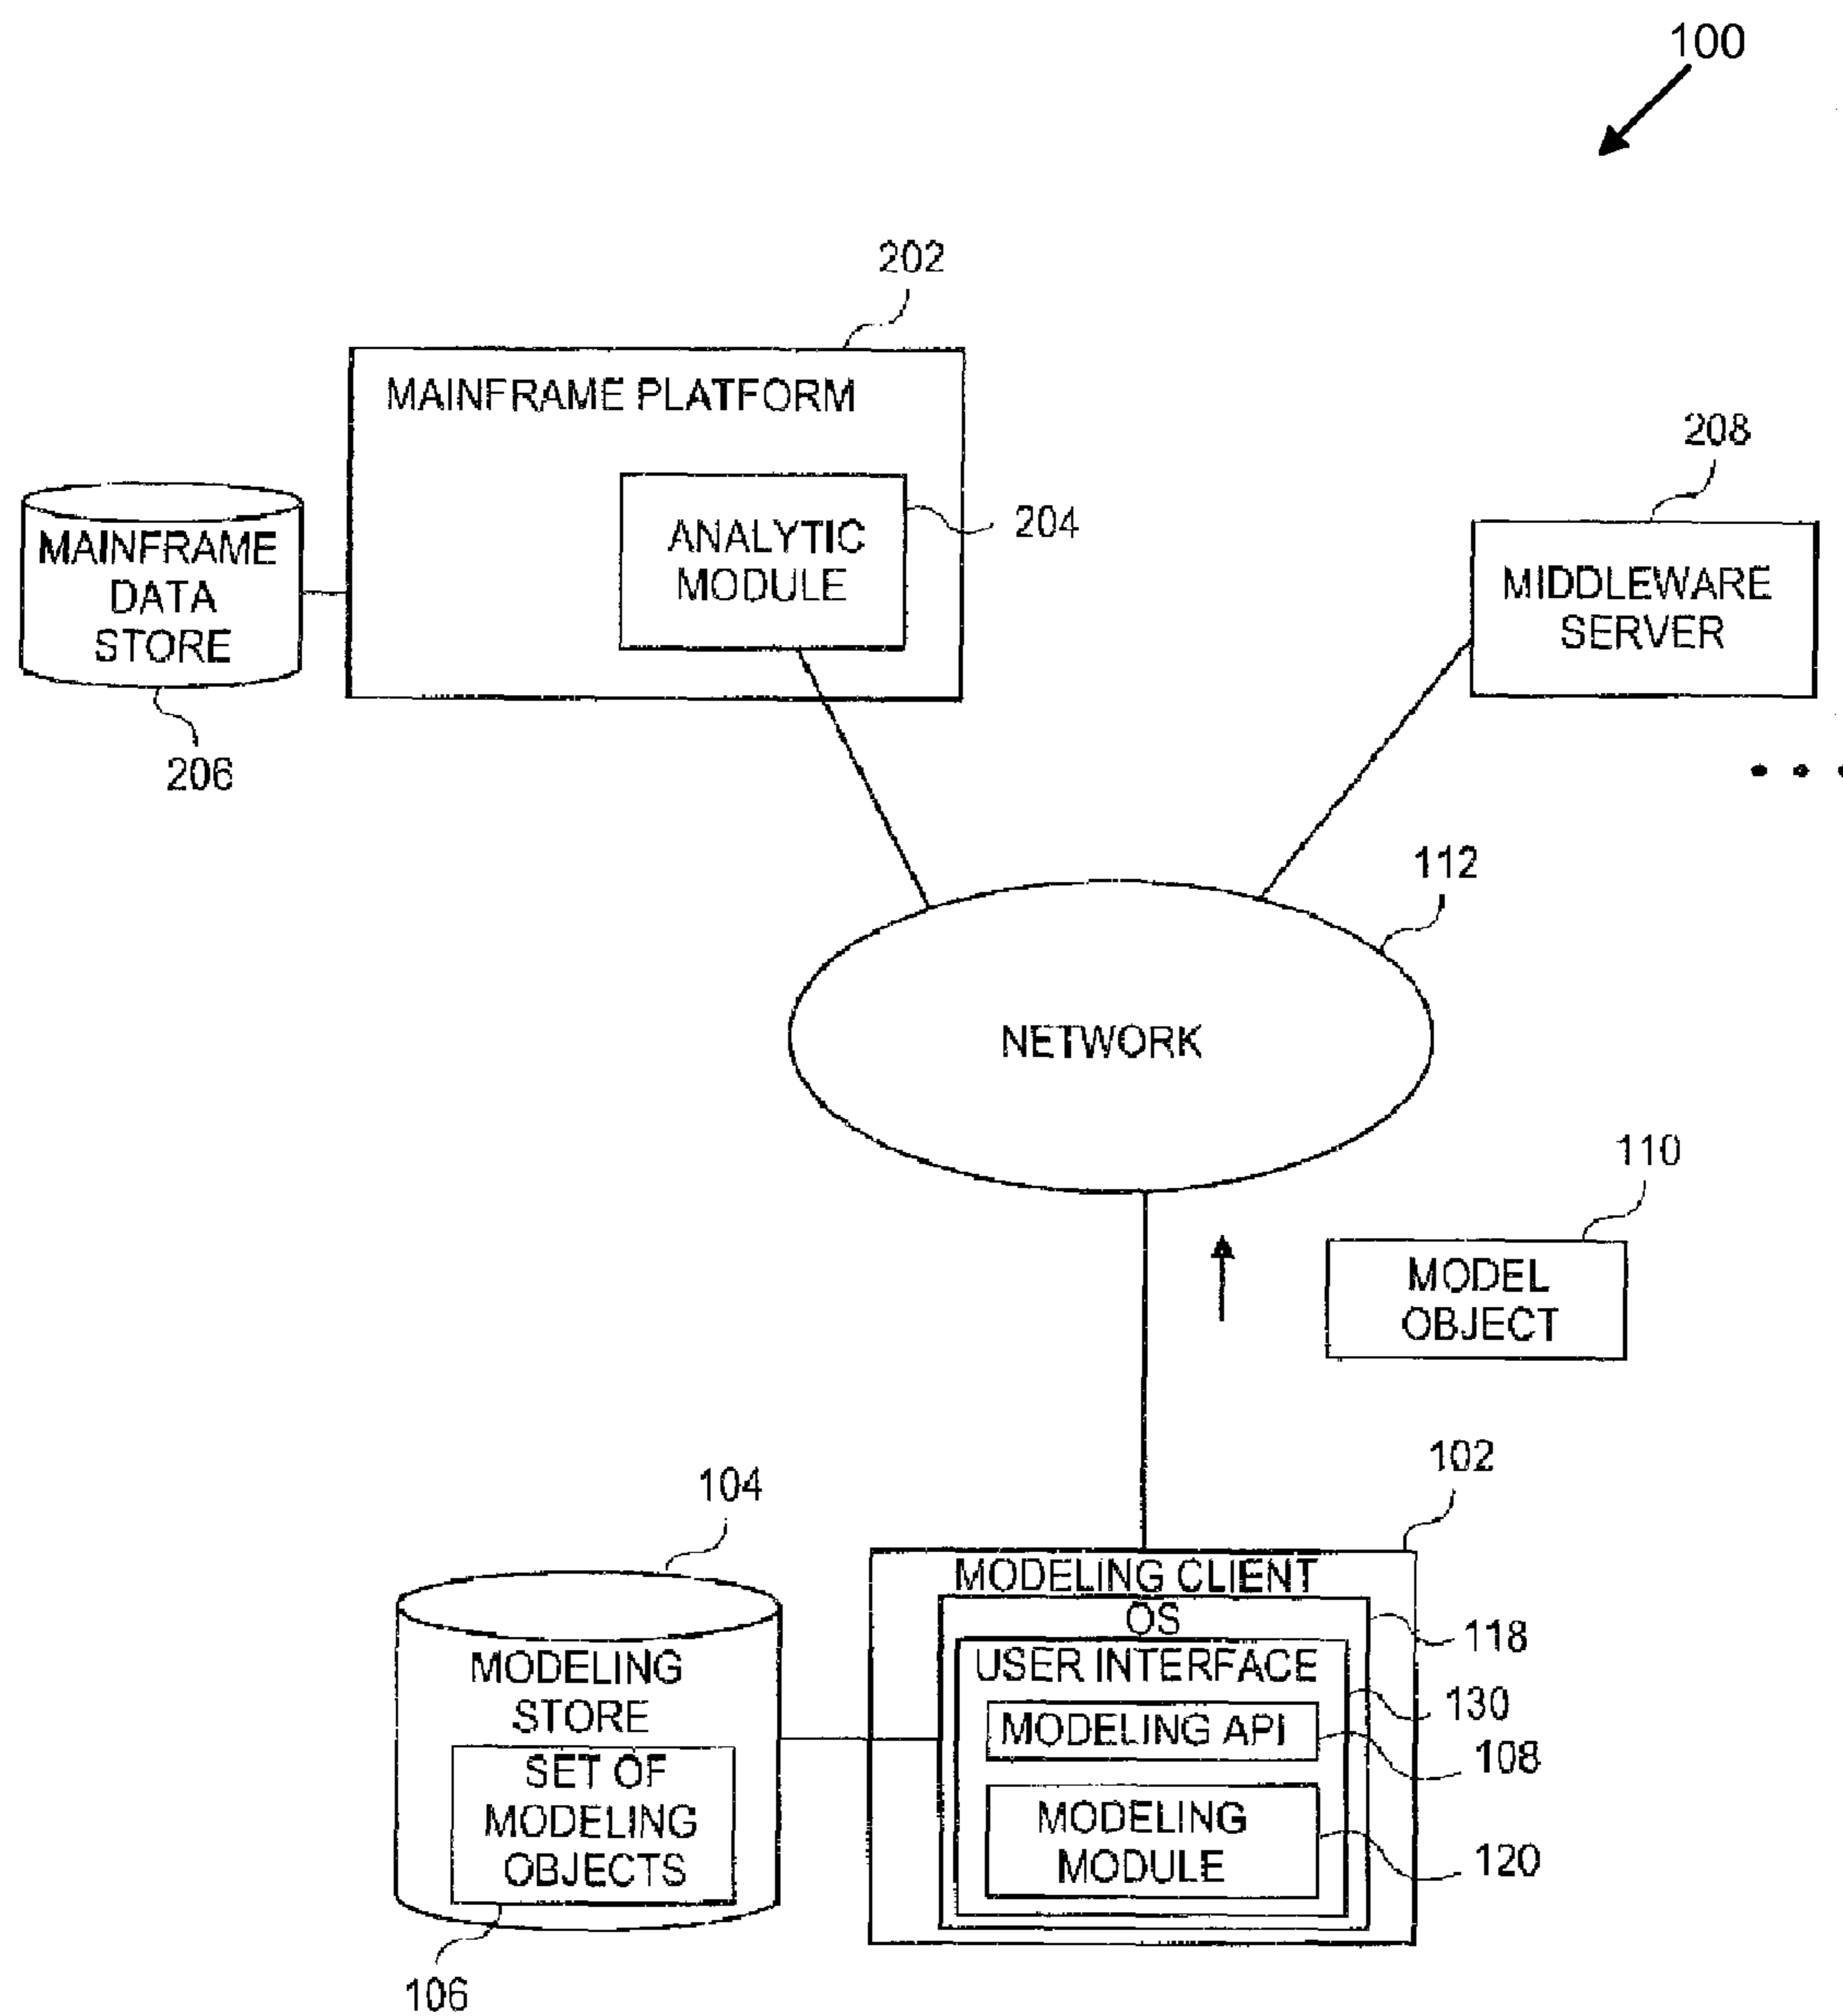 100
202
MAINFRAME PLATFORM
208
204
ANALYTIC
MODULE
MAINFRAME
DATA
STORE
MIDDLEWARE
SERVER
206
112
NETWORK
110
MODEL
OBJECT
102
104
MODELING CLIENT
OS
118
USER INTERFACE
MODELING
STORE
130
MODELING API
108
SET OF
MODELING
OBJECTS
MODELING
MODULE
120
106